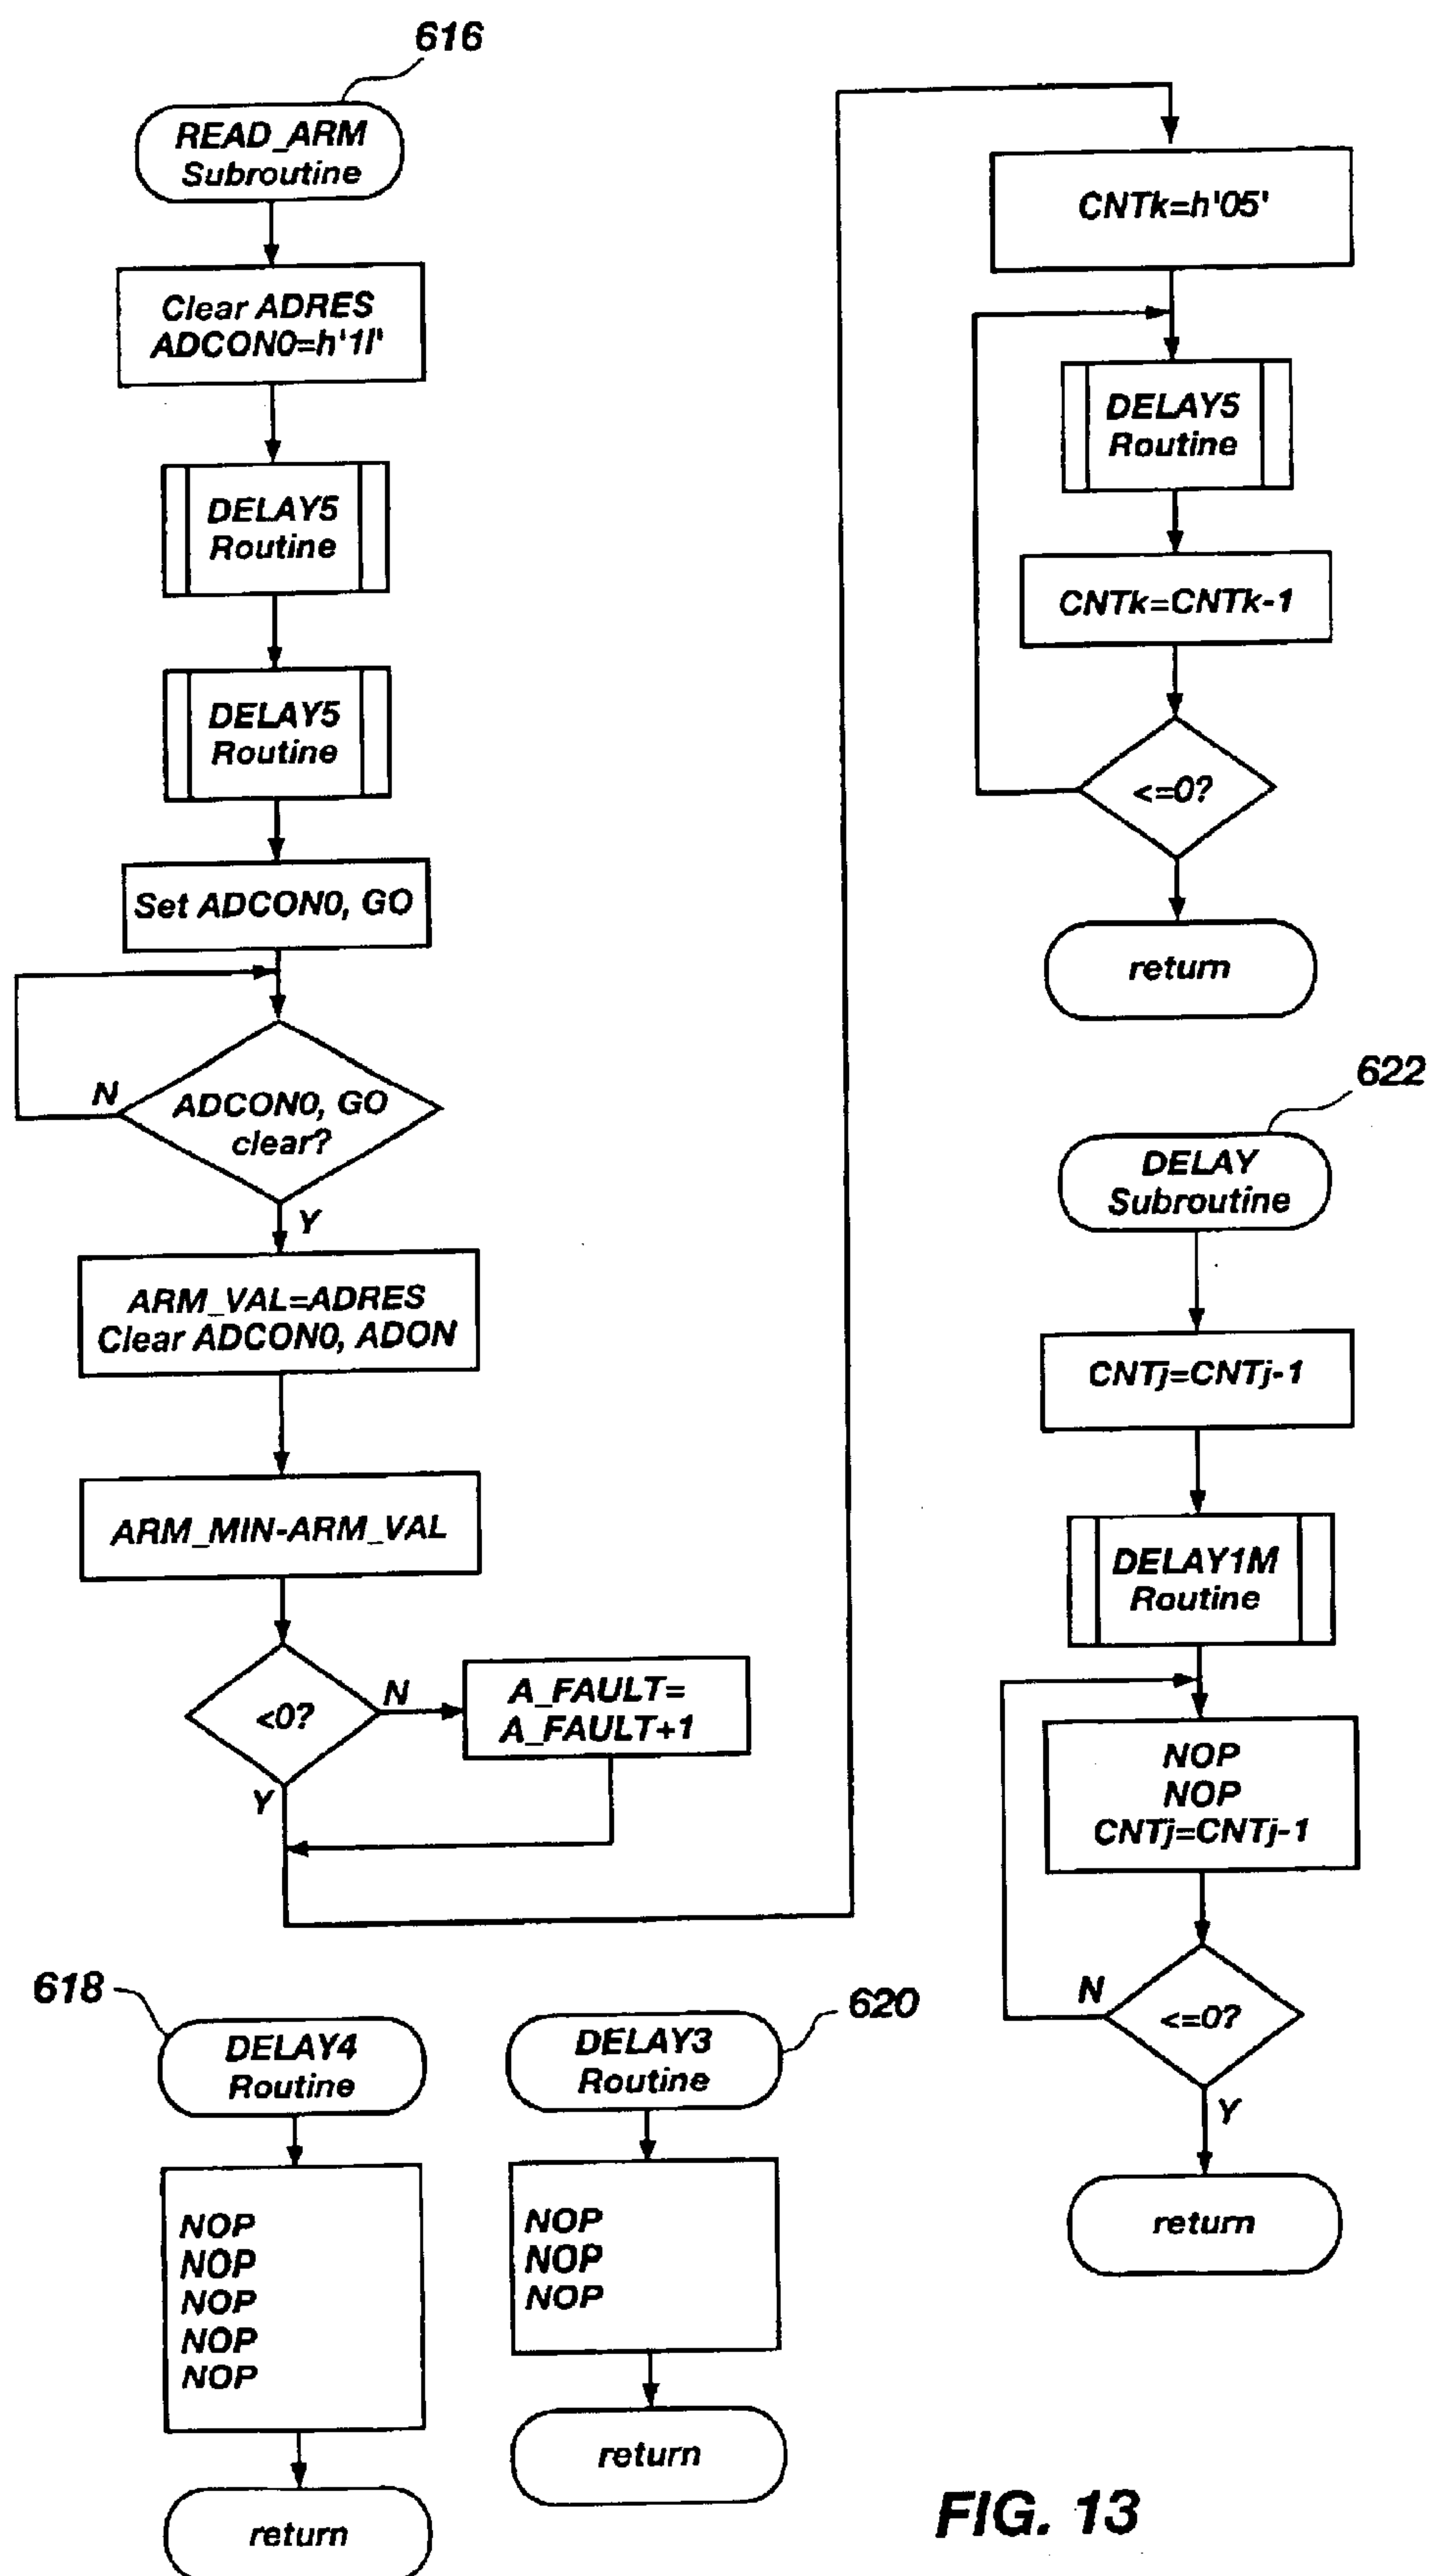 616
READ_ARM
Subroutine
Clear ADRES
ADCON0=h'1l'
DELAY5
Routine
DELAY5
Routine
Set ADCON0, GO
N
ADCON0, GO
clear?
Y
ARM_VAL=ADRES
Clear ADCON0, ADON
ARM_MIN-ARM_VAL
<0?
N
A_FAULT=
A_FAULT+1
Y
CNTk=h'05'
DELAY5
Routine
CNTk=CNTk-1
<=0?
return
618
DELAY4
Routine
NOP
NOP
NOP
NOP
NOP
return
620
DELAY3
Routine
NOP
NOP
NOP
return
622
DELAY
Subroutine
CNTj=CNTj-1
DELAY1M
Routine
NOP
NOP
CNTj=CNTj-1
N
<=0?
Y
return
FIG. 13